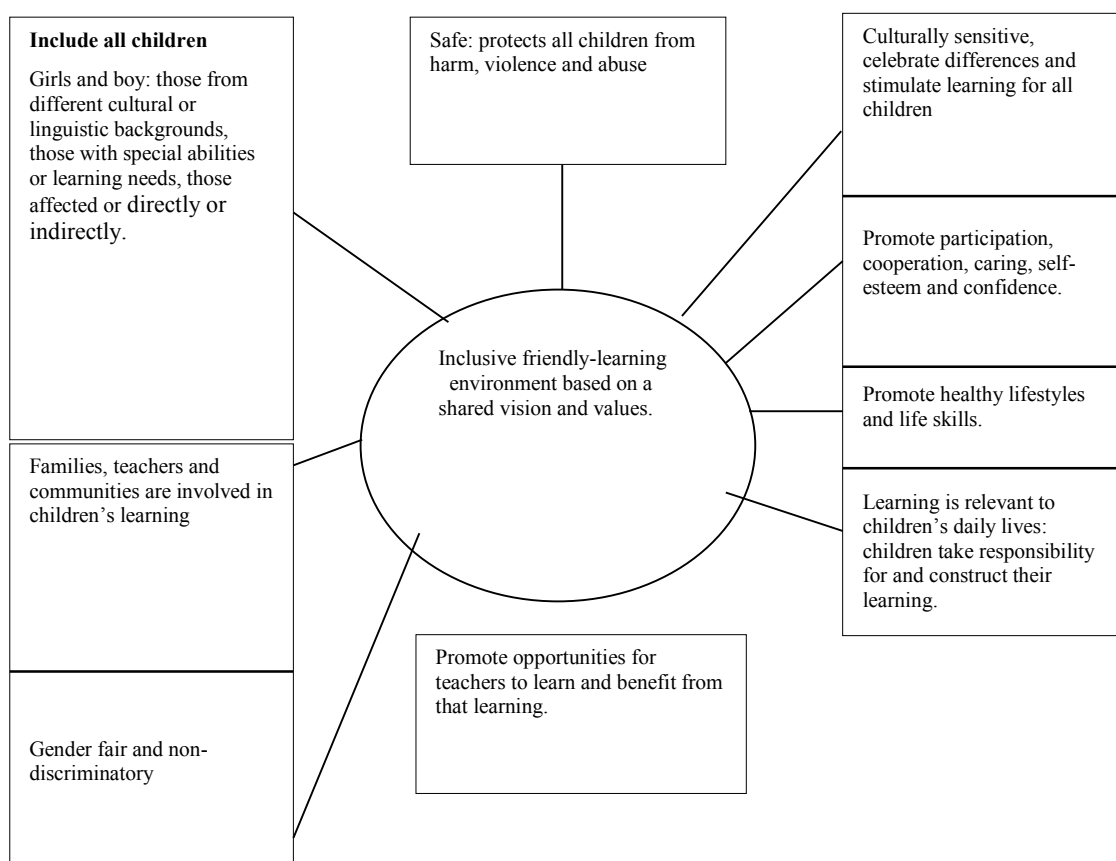 Include all children
Girls and boy: those from
different cultural or
linguistic backgrounds,
those with special abilities
or learning needs, those
affected or directly or
indirectly.
Safe: protects all children from
harm, violence and abuse
Culturally sensitive,
celebrate differences and
stimulate learning for all
children
Promote participation,
cooperation, caring, self-
esteem and confidence.
Inclusive friendly-learning
environment based on a
shared vision and values.
Promote healthy lifestyles
and life skills.
Families, teachers and
communities are involved in
children’s learning
Learning is relevant to
children’s daily lives:
children take responsibility
for and construct their
learning.
Promote opportunities for
teachers to learn and benefit from
that learning.
Gender fair and non-
discriminatory